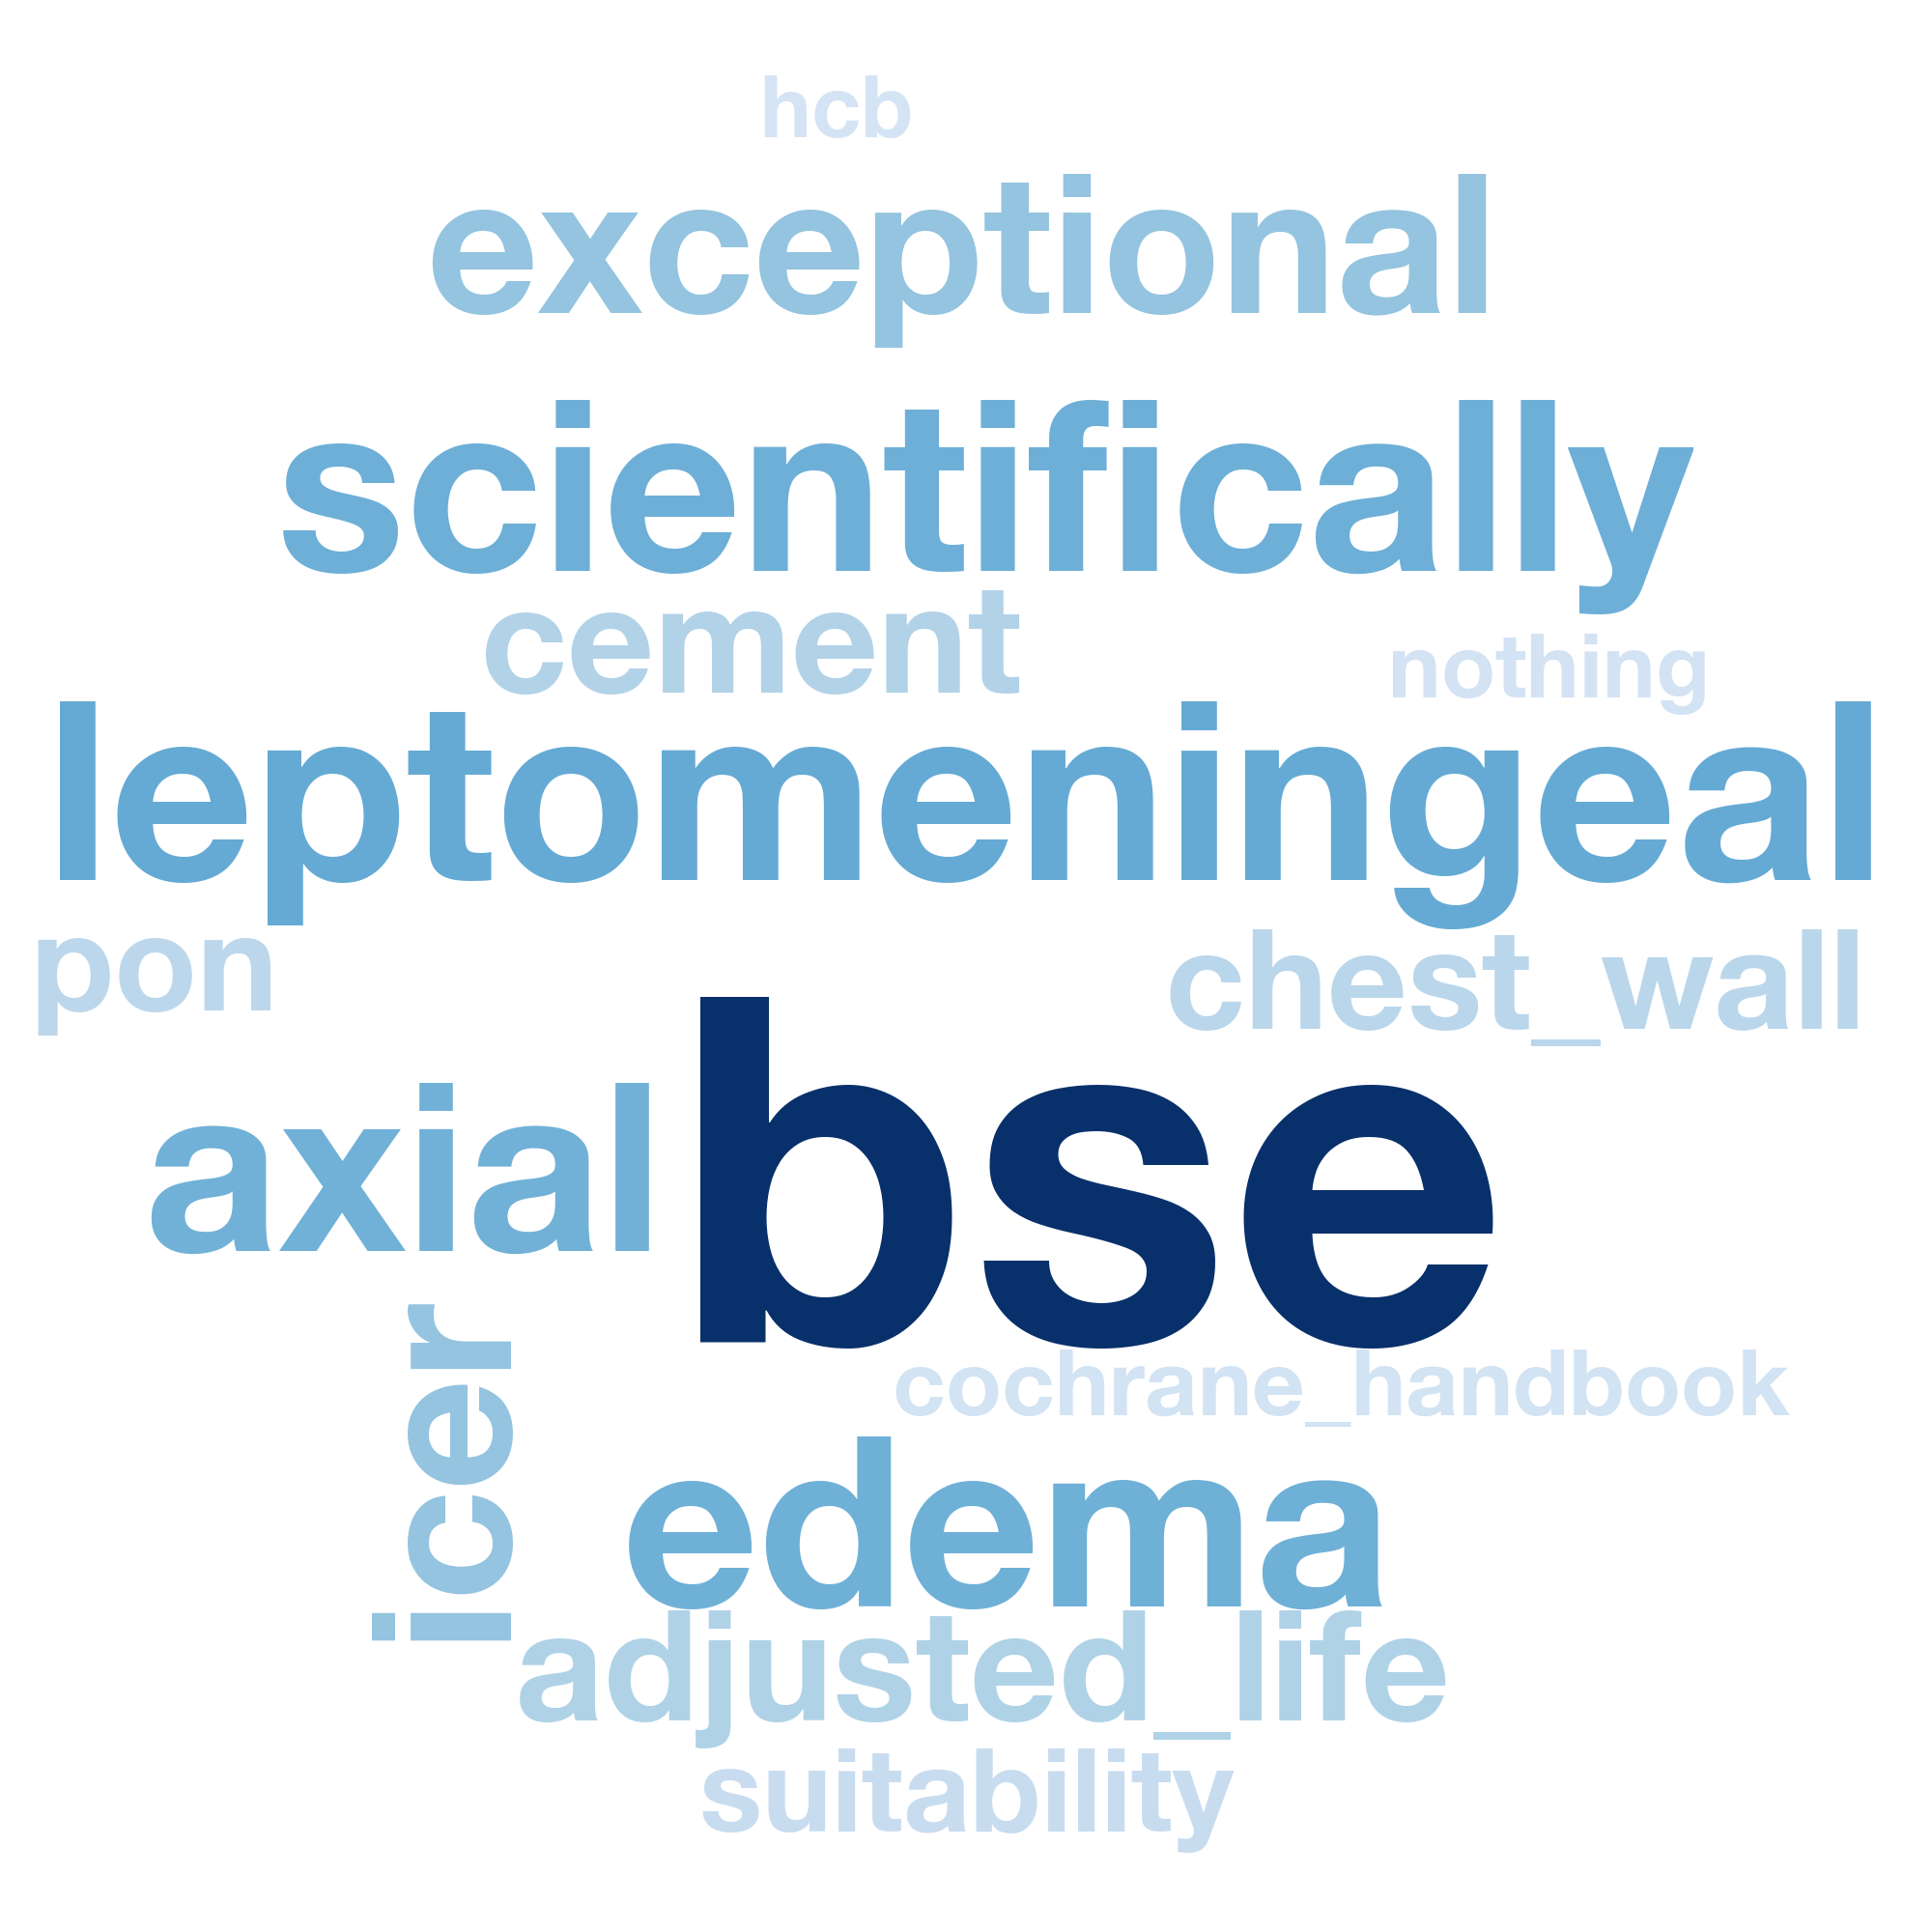 hcb
exceptional
scientifically
cement
nothing
leptomeningeal
pon
chest_wall
axial
bse
icer
cochrane_handbook
edema
adjusted_life
suitability